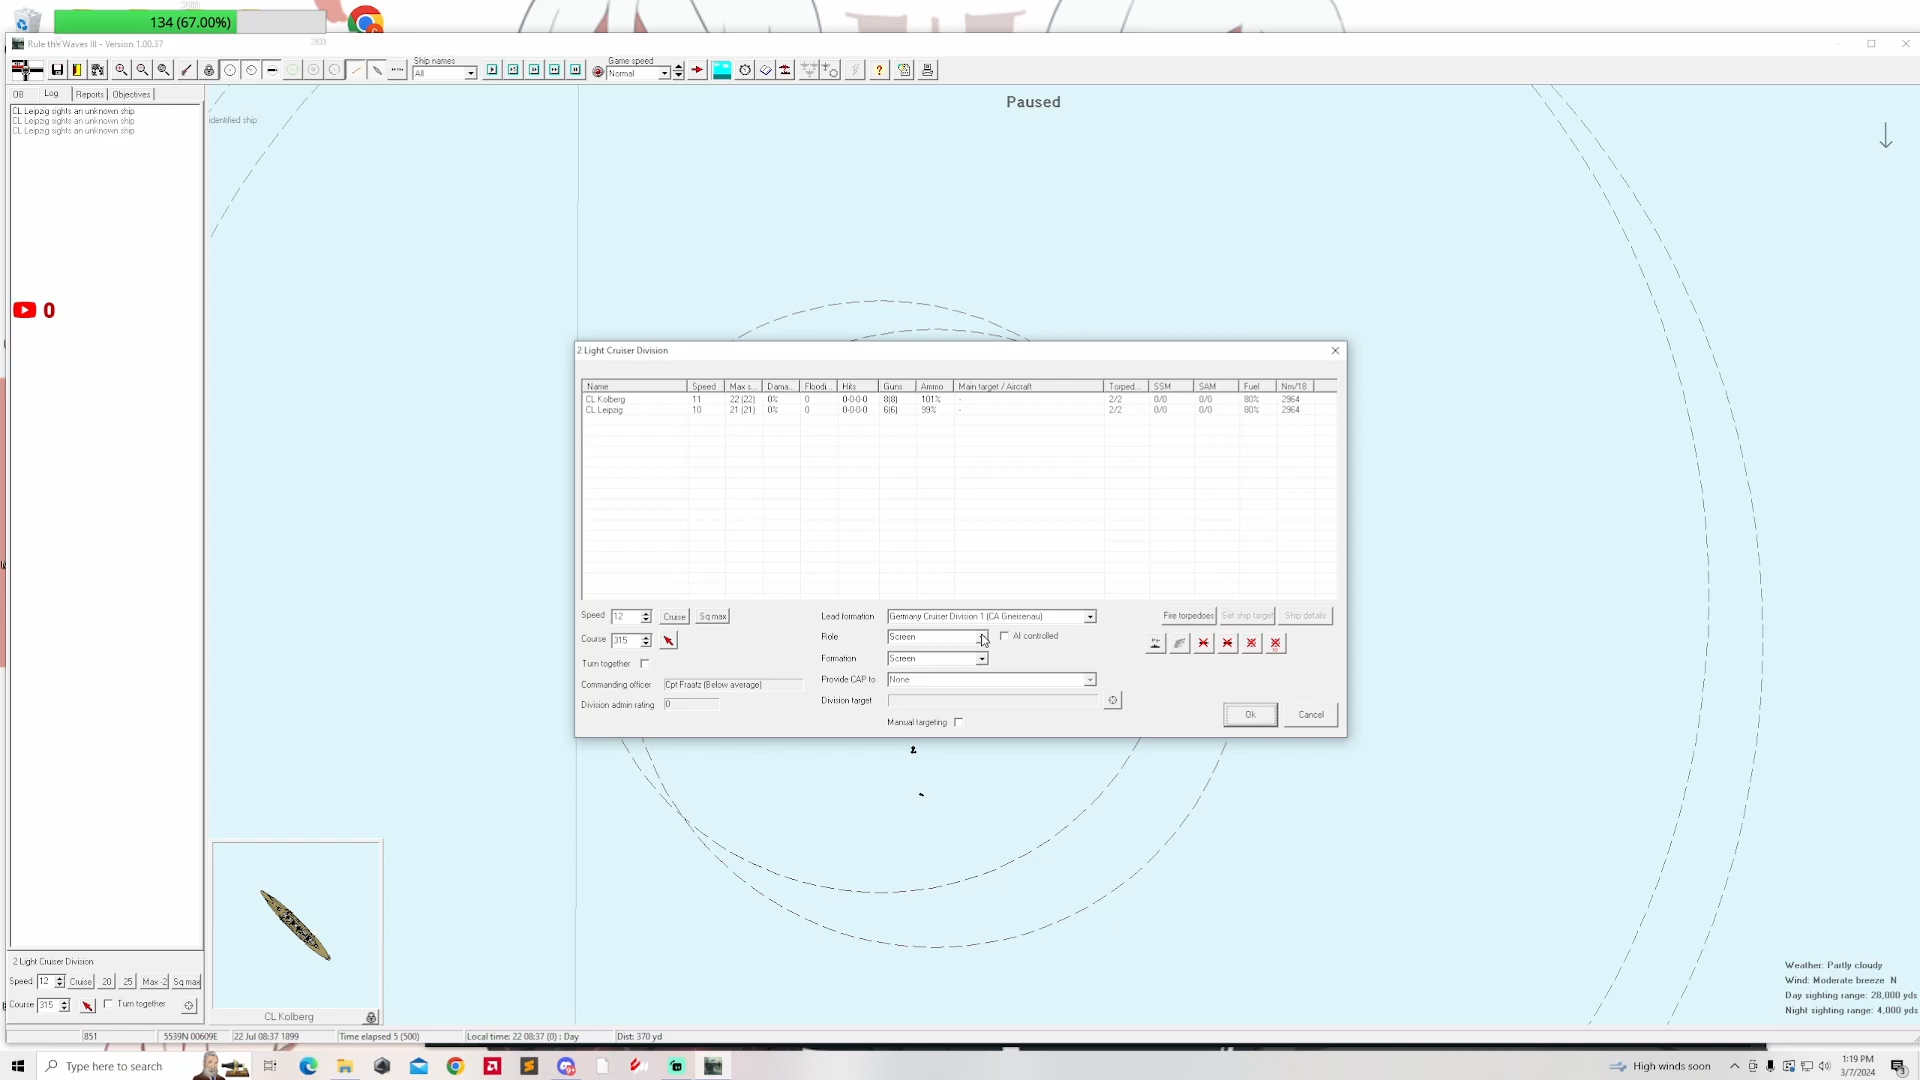 2000
134 (67.00%)
200
Rule the Waves III - Version 1.00.37
Ship names
All
Game speed
Normal
?
OB
Log
Reports
Objectives
CL Leipzig sights an unknown ship
CL Leipzig sights an unknown ship
CL Leipzig sights an unknown ship
identified ship
Paused
0
2 Light Cruiser Division
Name Speed Max s... Dama... Floodi... Hits Guns Ammo Main target / Aircraft Torped... SSM SAM Fuel Nm/18
CL Kolberg 11 22 (22) 0% 0 0-0-0-0 8(8) 101% - 2/2 0/0 0/0 80% 2964
CL Leipzig 10 21 (21) 0% 0 0-0-0-0 6(6) 99% - 2/2 0/0 0/0 80% 2964
Speed 12 Cruise Sq max
Lead formation Germany Cruiser Division 1 (CA Gneisenau)
Fire torpedoes Set ship target Ship details
Course 315
Role Screen AI controlled
Turn together
Formation Screen
Commanding officer Cpt Fraatz (Below average)
Provide CAP to None
Division admin rating 0
Division target
Manual targeting
Ok Cancel
2 Light Cruiser Division
Speed 12 Cruise 20 25 Max -2 Sq max
Course 315 Turn together
CL Kolberg
Weather: Partly cloudy
Wind: Moderate breeze N
Day sighting range: 28,000 yds
Night sighting range: 4,000 yds
851 5539N 00609E 22 Jul 08:37 1899 Time elapsed 5 (500) Local time: 22 08:37 (0) : Day Dist: 370 yd
Type here to search
High winds soon
1:19 PM
3/7/2024
3